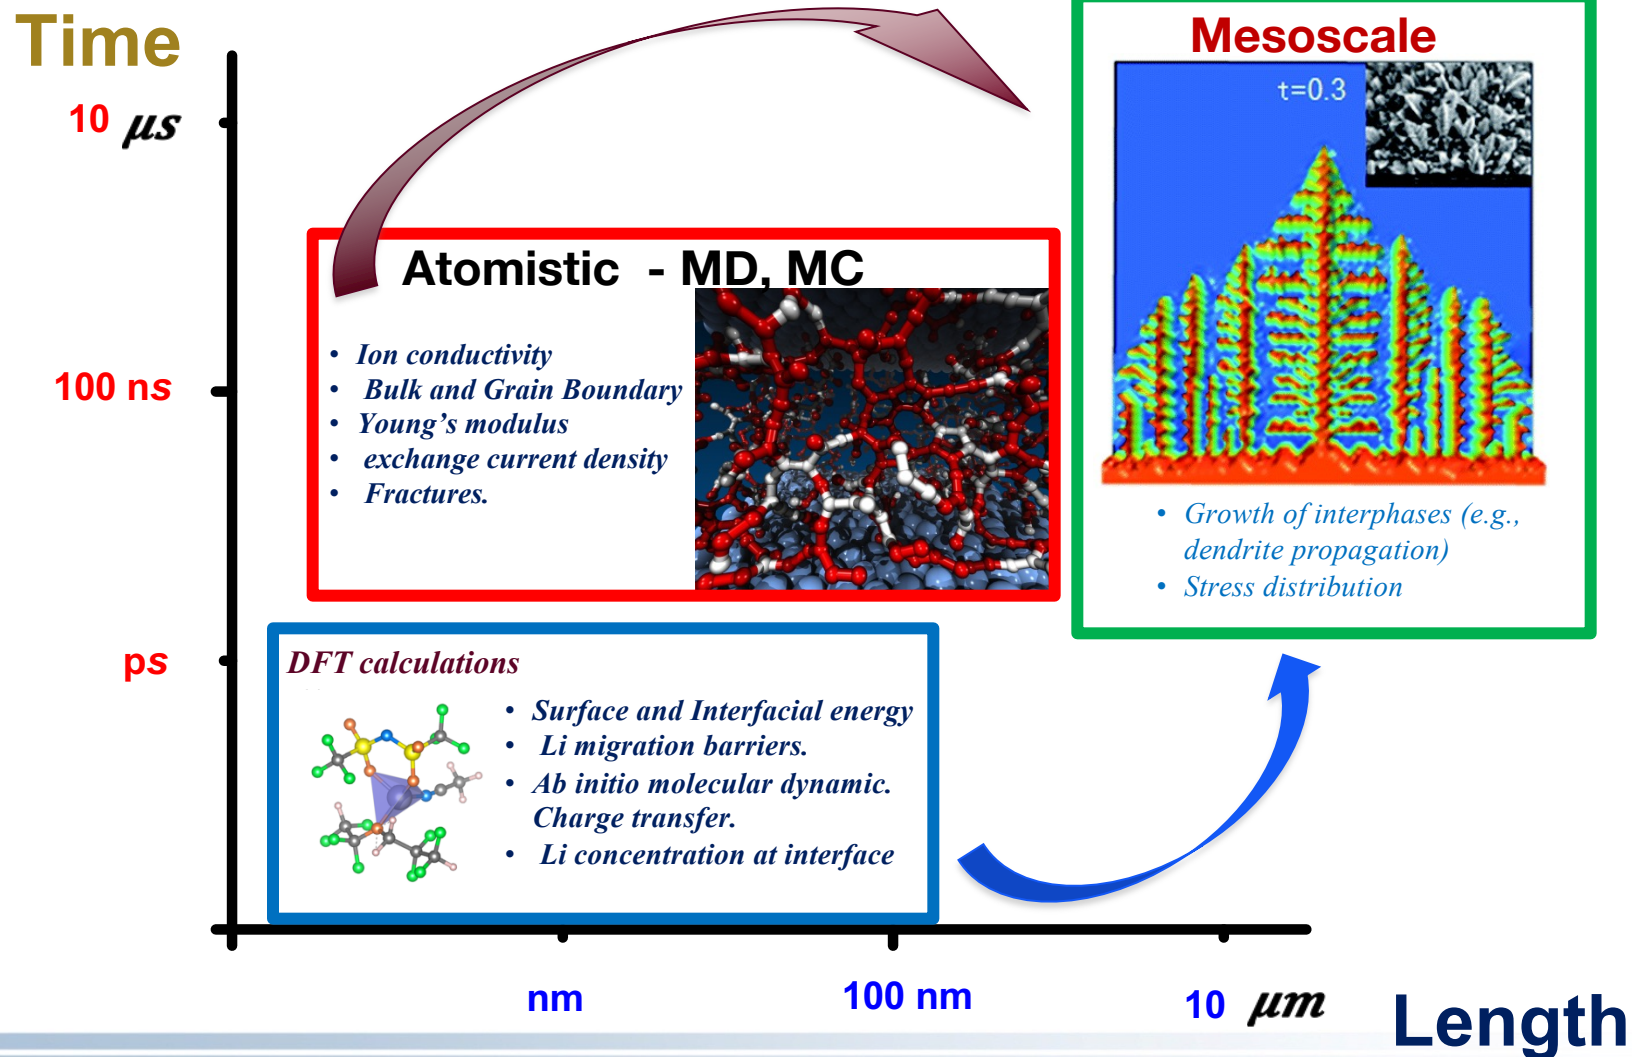 Time
10 μs
100 ns
ps
Atomistic - MD, MC
• Ion conductivity
• Bulk and Grain Boundary
• Young's modulus
• exchange current density
• Fractures.
DFT calculations
• Surface and Interfacial energy
• Li migration barriers.
• Ab initio molecular dynamic.
Charge transfer.
• Li concentration at interface
Mesoscale
t=0.3
• Growth of interphases (e.g.,
dendrite propagation)
• Stress distribution
nm
100 nm
10 μm
Length